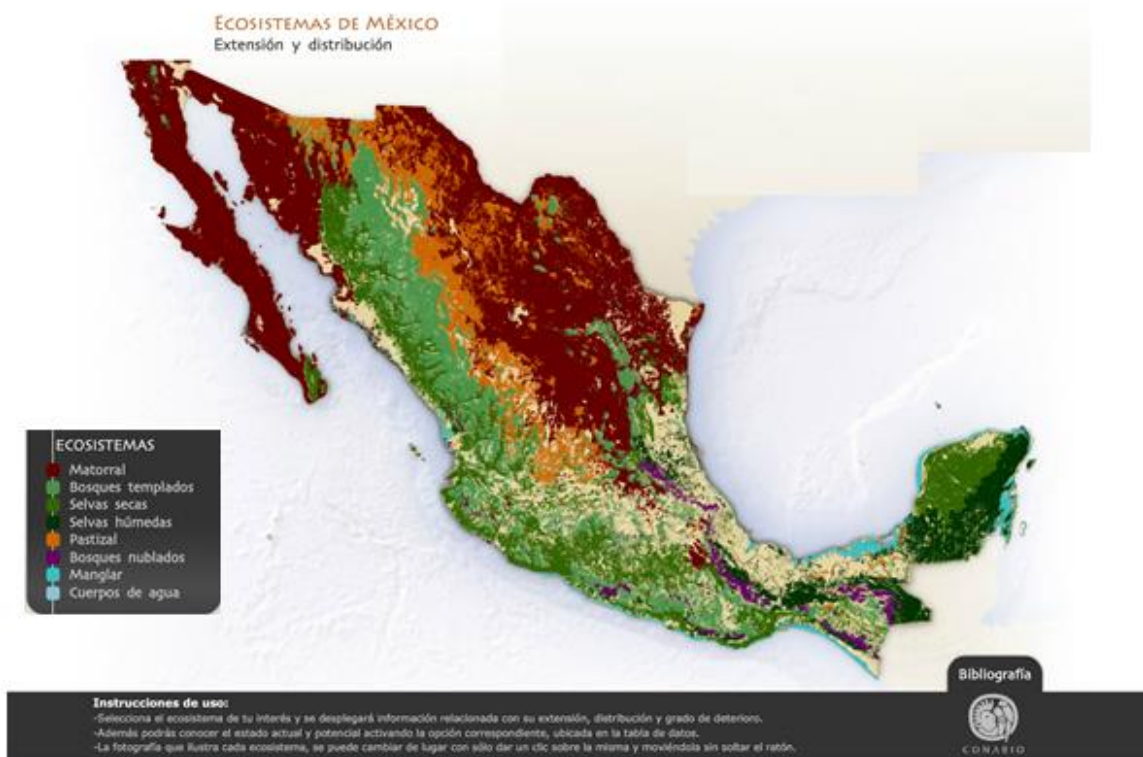 ECOSISTEMAS DE MÉXICO
Extensión y distribución
ECOSISTEMAS
Matorral
Bosques templados
Selvas secas
Selvas húmedas
Pastizal
Bosques nublados
Manglar
Cuerpos de agua
Bibliografía
Instrucciones de uso:
-Selecciona el ecosistema de tu interés y se desplegará información relacionada con su extensión, distribución y grado de deterioro.
-Además podrás conocer el estado actual y potencial activando la opción correspondiente, ubicada en la tabla de datos.
-La fotografía que ilustra cada ecosistema, se puede cambiar de lugar con sólo dar un clic sobre la misma y moviéndola sin soltar el ratón.
CONABIO